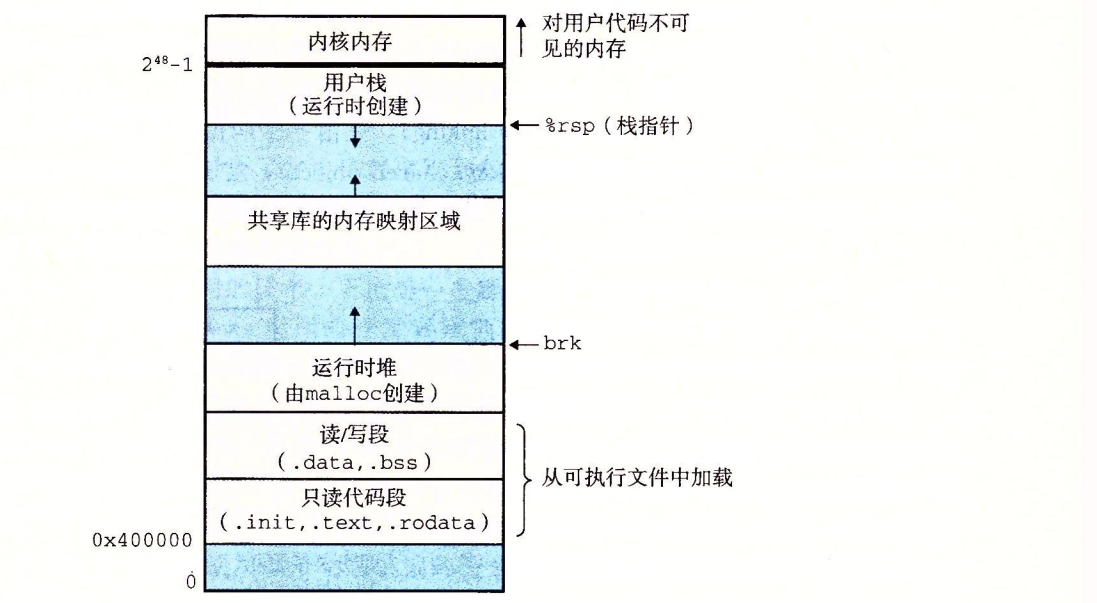 内核内存
对用户代码不可
见的内存
2⁴⁸-1
用户栈
(运行时创建)
%rsp(栈指针)
共享库的内存映射区域
brk
运行时堆
(由malloc创建)
读/写段
(.data,.bss)
从可执行文件中加载
只读代码段
(.init,.text,.rodata)
0x400000
0